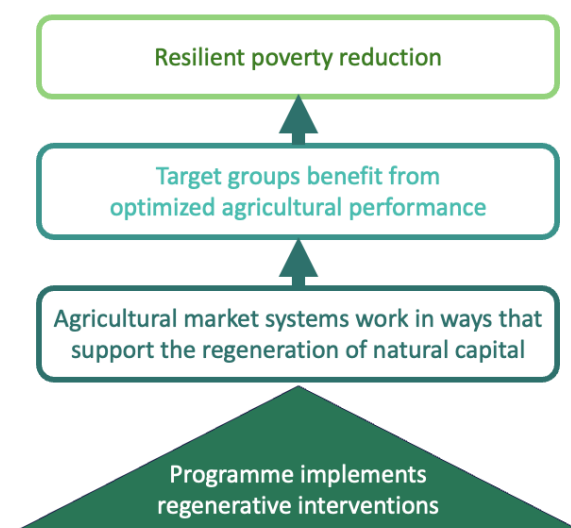 Resilient poverty reduction
Target groups benefit from
optimized agricultural performance
Agricultural market systems work in ways that
support the regeneration of natural capital
Programme implements
regenerative interventions